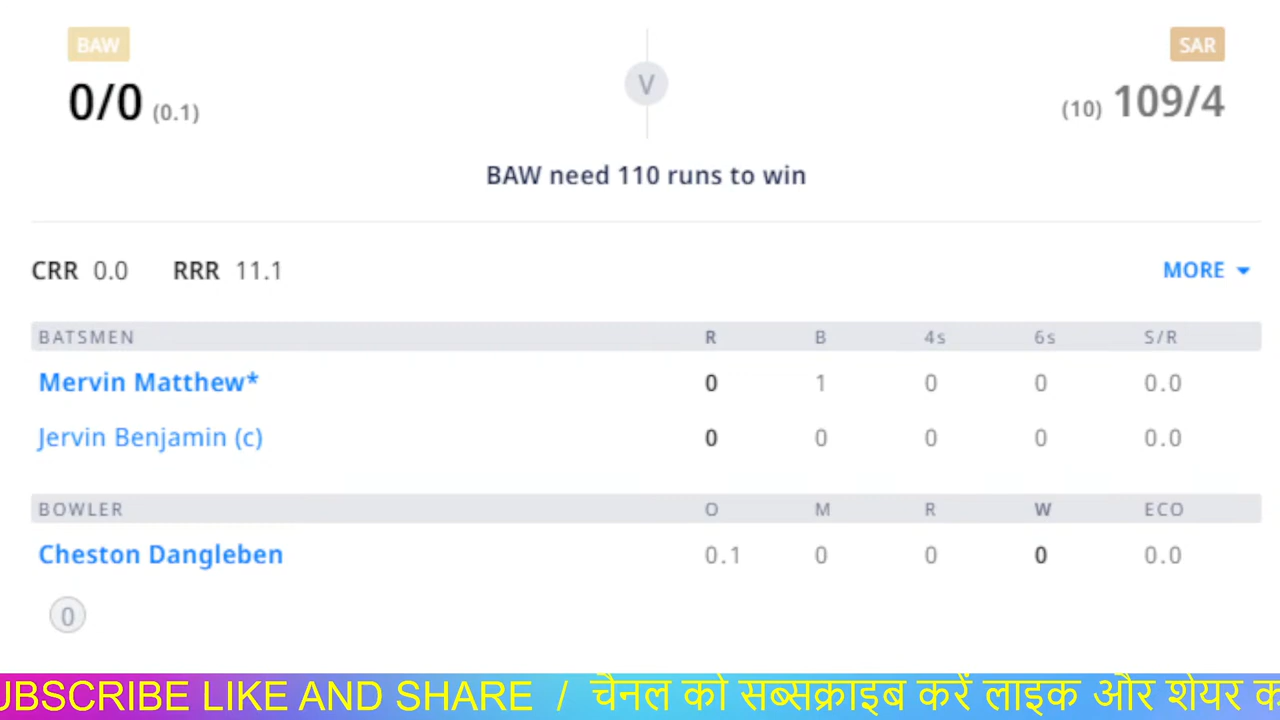 BAW
SAR
0/0 (0.1)
V
(10) 109/4
BAW need 110 runs to win
CRR 0.0 RRR 11.1
MORE
BATSMEN R B 4s 6s S/R
Mervin Matthew* 0 1 0 0 0.0
Jervin Benjamin (c) 0 0 0 0 0.0
BOWLER O M R W ECO
Cheston Dangleben 0.1 0 0 0 0.0
0
UBSCRIBE LIKE AND SHARE / चैनल को सब्सक्राइब करें लाइक और शेयर क